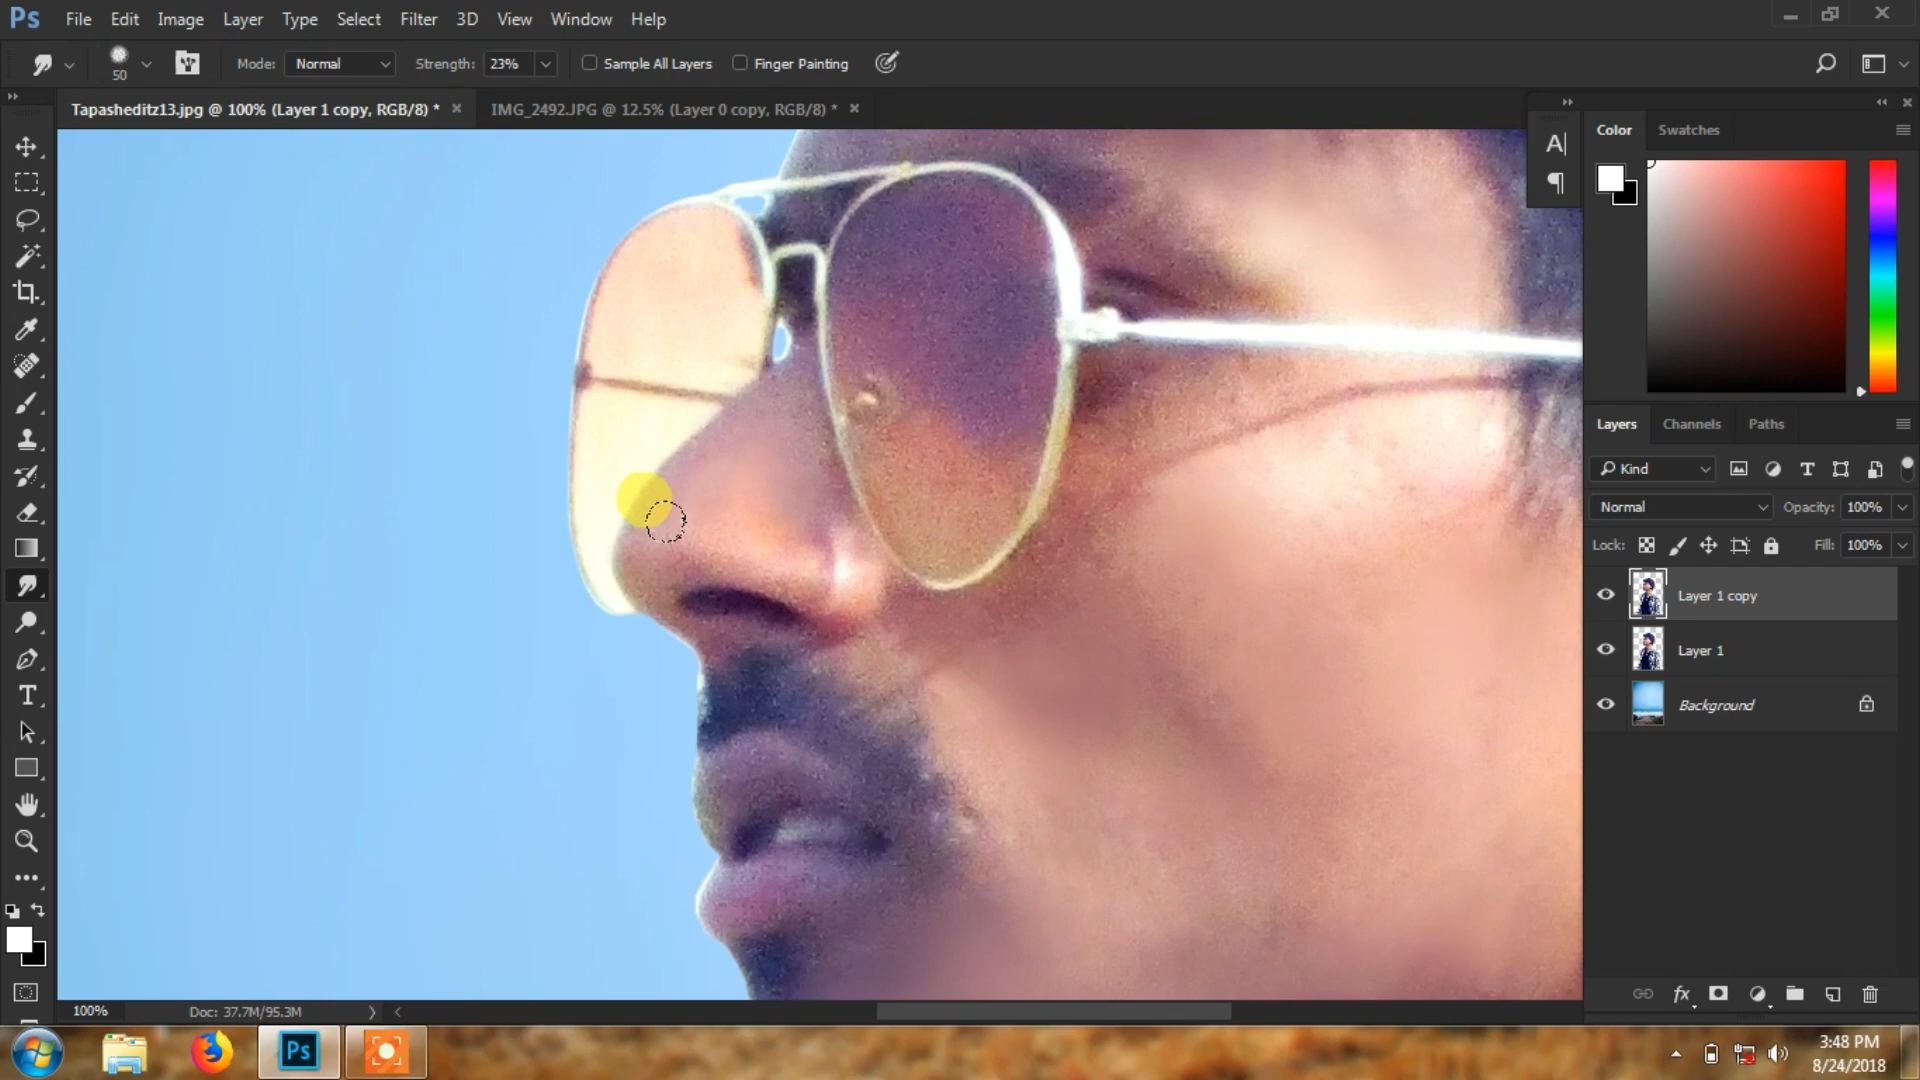 Ps File Edit Image Layer Type Select Filter 3D View Window Help
50 Mode: Normal Strength: 23% Sample All Layers Finger Painting
Tapasheditz13.jpg @ 100% (Layer 1 copy, RGB/8) * IMG_2492.JPG @ 12.5% (Layer 0 copy, RGB/8) *
Color Swatches
Layers Channels Paths
Kind
Normal Opacity: 100%
Lock: Fill: 100%
Layer 1 copy
Layer 1
Background
fx
100% Doc: 37.7M/95.3M
Ps
3:48 PM
8/24/2018